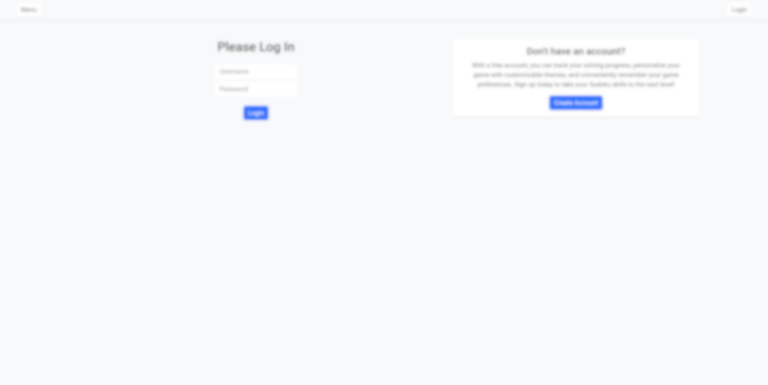 Menu
Login
Please Log In
Username
Password
Login
Don't have an account?
With a free account, you can track your solving progress, personalize your
game with customizable themes, and conveniently remember your game
preferences. Sign up today to take your Sudoku skills to the next level!
Create Account